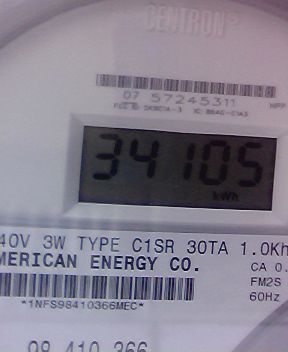 CENTRON®
07 57245311
34105
kWh
40V 3W TYPE C1SR 30TA 1.0Kh
MERICAN ENERGY CO.
CA 0.
FM2S
60Hz
*1NFS98410366MEC*
98 410 366